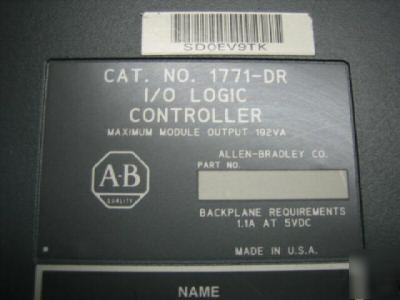 SD0EV9TK
CAT. NO. 1771-DR
I/O LOGIC
CONTROLLER
MAXIMUM MODULE OUTPUT 192VA
ALLEN-BRADLEY CO.
PART NO.
A-B
QUALITY
BACKPLANE REQUIREMENTS
1.1A AT 5VDC
MADE IN U.S.A.
NAME